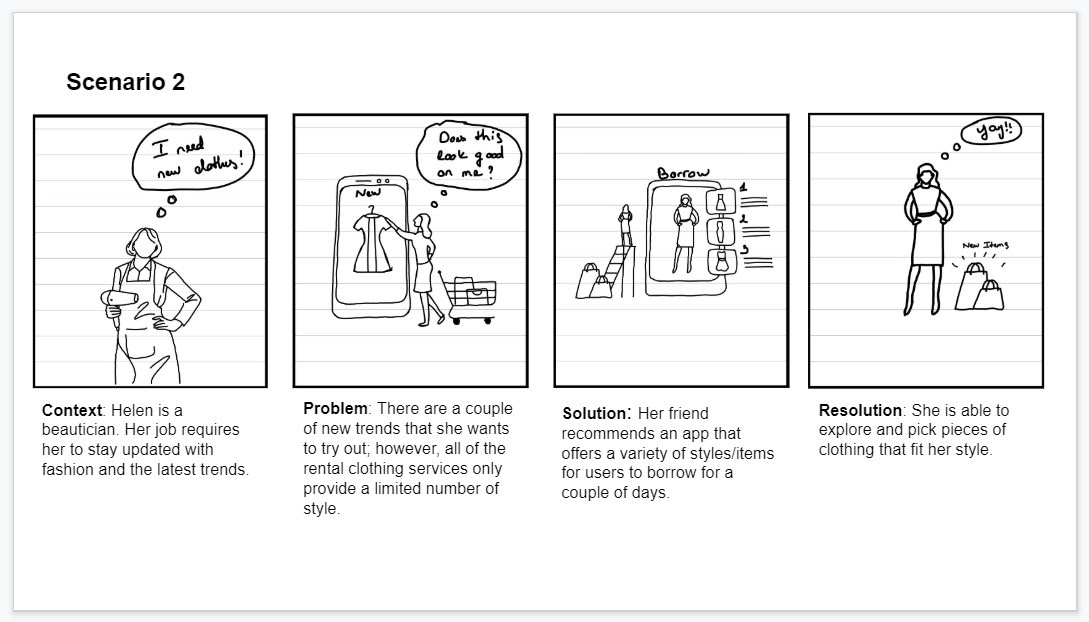 Scenario 2
I need
new clothes!
Does this
look good
on me?
New
Borrow
1
2
3
Yay!!
New Items
Context: Helen is a
beautician. Her job requires
her to stay updated with
fashion and the latest trends.
Problem: There are a couple
of new trends that she wants
to try out; however, all of the
rental clothing services only
provide a limited number of
style.
Solution: Her friend
recommends an app that
offers a variety of styles/items
for users to borrow for a
couple of days.
Resolution: She is able to
explore and pick pieces of
clothing that fit her style.